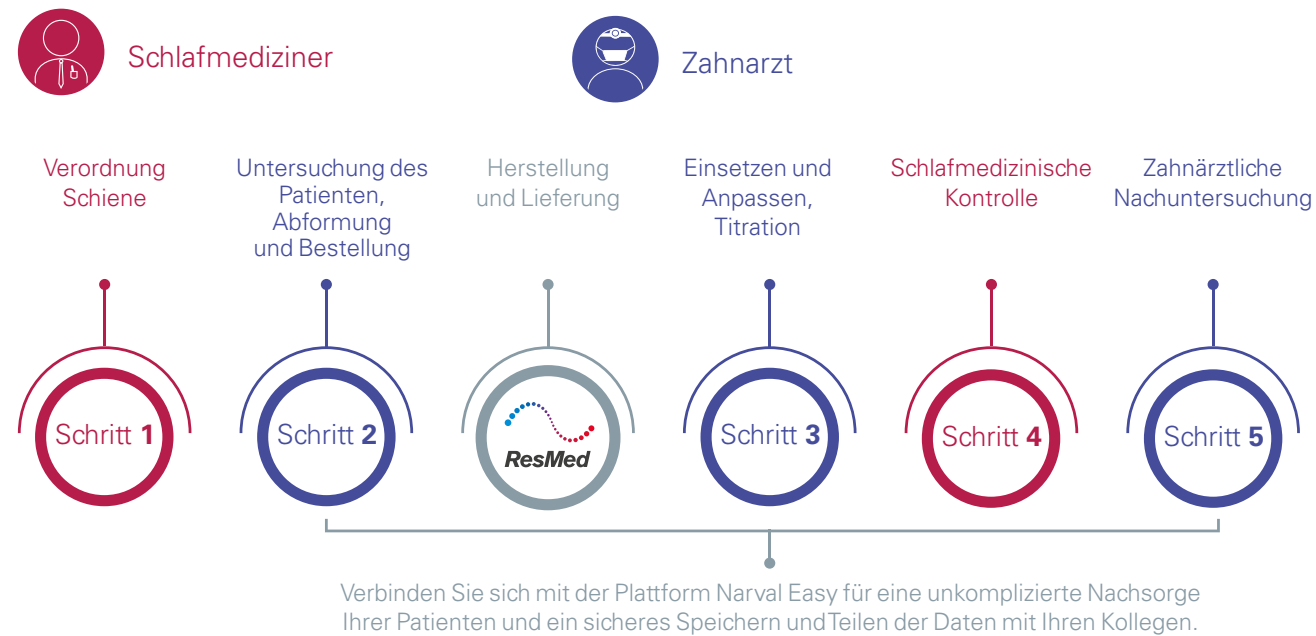 Schlafmediziner
Zahnarzt
Verordnung
Schiene
Untersuchung des
Patienten,
Abformung
und Bestellung
Herstellung
und Lieferung
Einsetzen und
Anpassen,
Titration
Schlafmedizinische
Kontrolle
Zahnärztliche
Nachuntersuchung
Schritt 1
Schritt 2
ResMed
Schritt 3
Schritt 4
Schritt 5
Verbinden Sie sich mit der Plattform Narval Easy für eine unkomplizierte Nachsorge
Ihrer Patienten und ein sicheres Speichern und Teilen der Daten mit Ihren Kollegen.